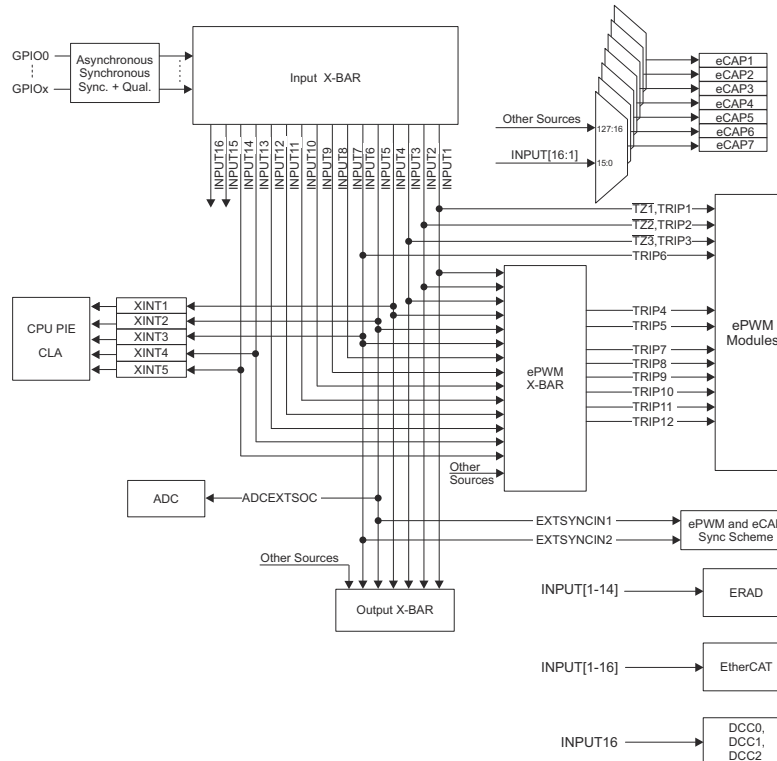 GPIO0
GPIOx
Asynchronous
Synchronous
Sync. + Qual.
Input X-BAR
INPUT16
INPUT15
INPUT14
INPUT13
INPUT12
INPUT11
INPUT10
INPUT9
INPUT8
INPUT7
INPUT6
INPUT5
INPUT4
INPUT3
INPUT2
INPUT1
Other Sources
INPUT[16:1]
127:16
15:0
eCAP1
eCAP2
eCAP3
eCAP4
eCAP5
eCAP6
eCAP7
TZ1,TRIP1
TZ2,TRIP2
TZ3,TRIP3
TRIP6
CPU PIE
CLA
XINT1
XINT2
XINT3
XINT4
XINT5
ePWM
X-BAR
Other
Sources
TRIP4
TRIP5
TRIP7
TRIP8
TRIP9
TRIP10
TRIP11
TRIP12
ePWM
Modules
ADC
ADCEXTSOC
EXTSYNCIN1
EXTSYNCIN2
ePWM and eCAP
Sync Scheme
Other Sources
Output X-BAR
INPUT[1-14]
ERAD
INPUT[1-16]
EtherCAT
INPUT16
DCC0,
DCC1,
DCC2